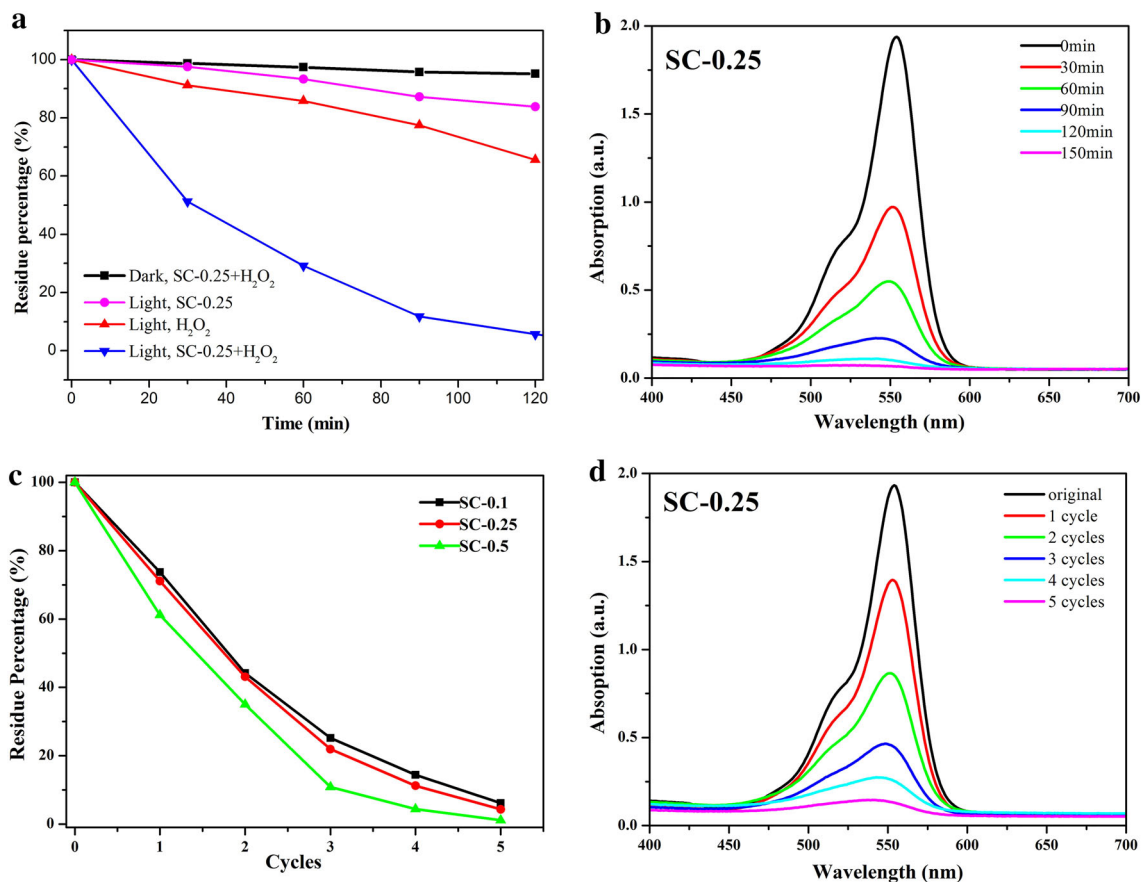 a
100
80
60
40
20
0
0 20 40 60 80 100 120
Residue percentage (%)
Time (min)
Dark, SC-0.25+H₂O₂
Light, SC-0.25
Light, H₂O₂
Light, SC-0.25+H₂O₂
b
SC-0.25
0min
30min
60min
90min
120min
150min
2.0
1.5
1.0
0.5
0.0
400 450 500 550 600 650 700
Absorption (a.u.)
Wavelength (nm)
c
SC-0.1
SC-0.25
SC-0.5
100
80
60
40
20
0
0 1 2 3 4 5
Residue Percentage (%)
Cycles
d
SC-0.25
original
1 cycle
2 cycles
3 cycles
4 cycles
5 cycles
2.0
1.5
1.0
0.5
0.0
400 450 500 550 600 650 700
Absoption (a.u.)
Wavelength (nm)